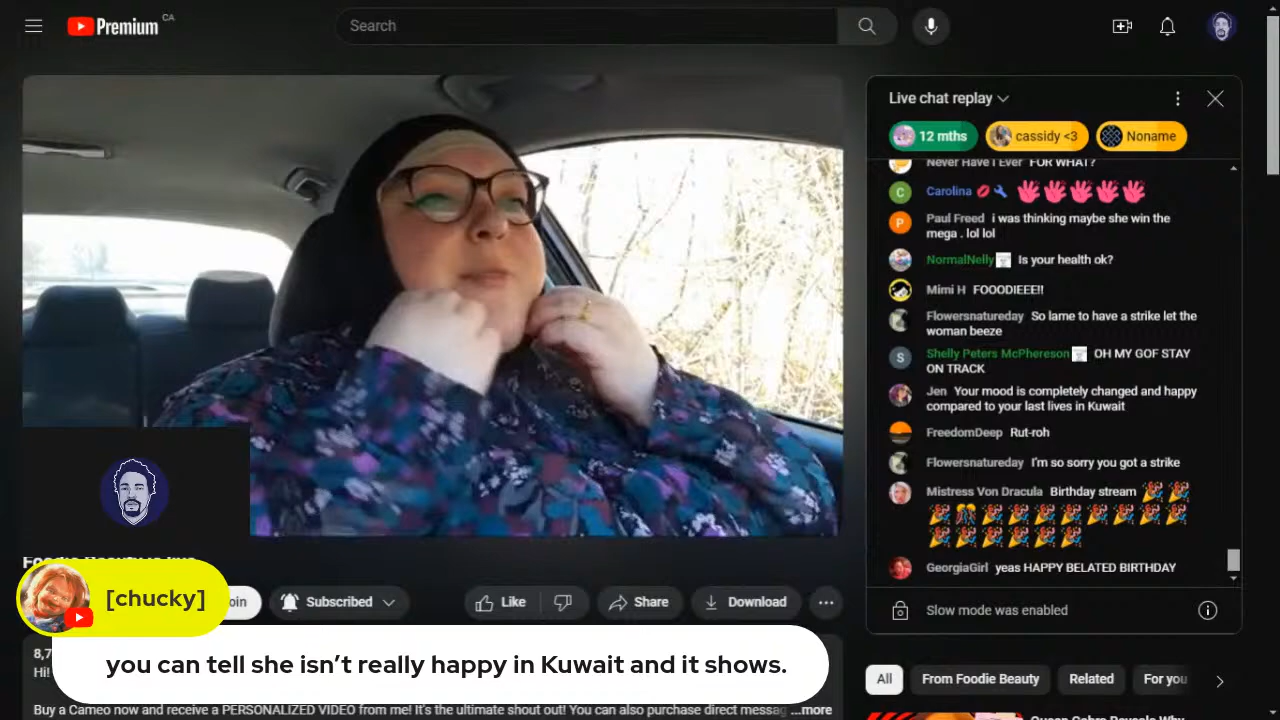 Premium CA
Search
Live chat replay
12 mths
cassidy <3
Noname
Never Have I Ever FOR WHAT?
C
Carolina
P
Paul Freed i was thinking maybe she win the
mega . lol lol
NormalNelly Is your health ok?
Mimi H FOOODIEEE!!
Flowersnatureday So lame to have a strike let the
woman beeze
S
Shelly Peters McPhereson OH MY GOF STAY
ON TRACK
Jen Your mood is completely changed and happy
compared to your last lives in Kuwait
FreedomDeep Rut-roh
Flowersnatureday I'm so sorry you got a strike
Mistress Von Dracula Birthday stream
GeorgiaGirl yeas HAPPY BELATED BIRTHDAY
Slow mode was enabled
[chucky]
oin
Subscribed
Like
Share
Download
you can tell she isn't really happy in Kuwait and it shows.
8,7
Hi!
Buy a Cameo now and receive a PERSONALIZED VIDEO from me! It's the ultimate shout out! You can also purchase direct messag ...more
All
From Foodie Beauty
Related
For you